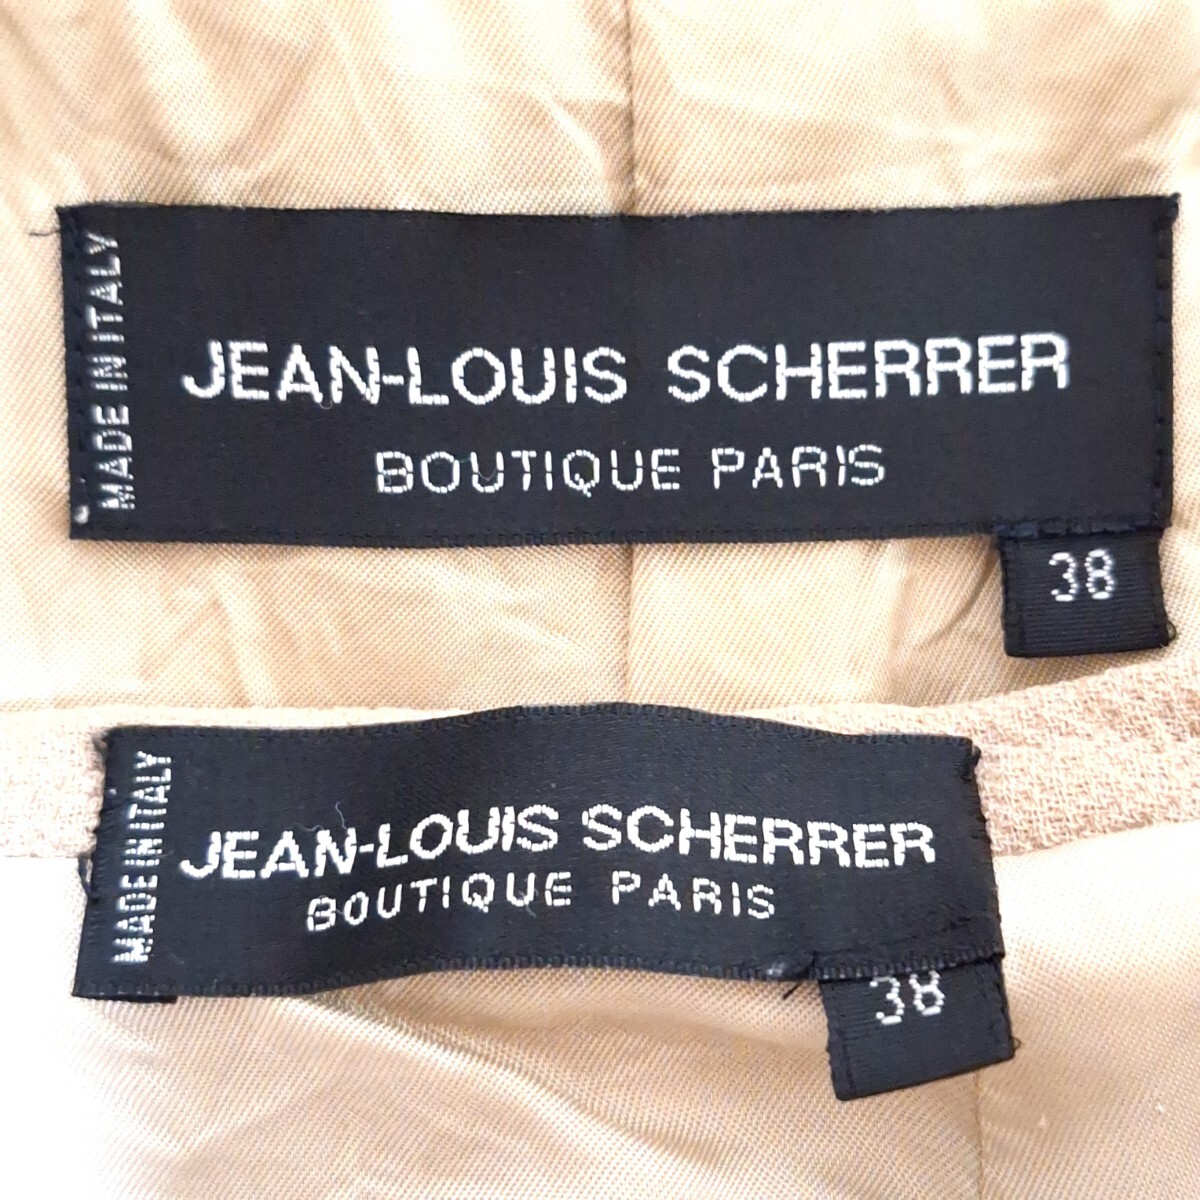 MADE IN ITALY
JEAN-LOUIS SCHERRER
BOUTIQUE PARIS
38
MADE IN ITALY
JEAN-LOUIS SCHERRER
BOUTIQUE PARIS
38